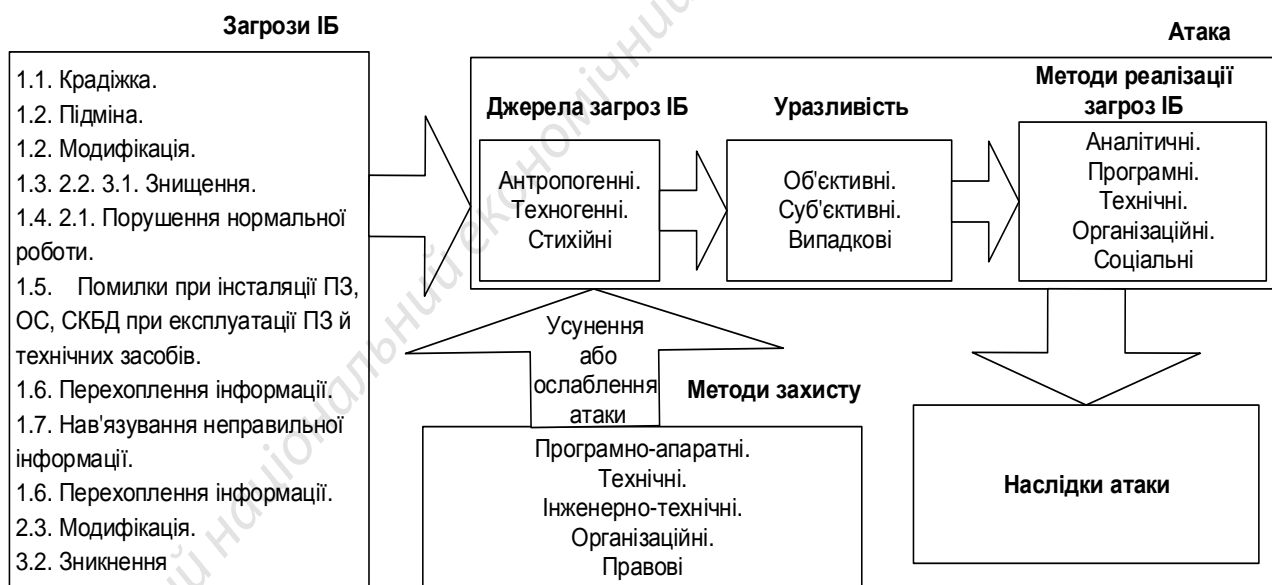 Загрози ІБ
1.1. Крадіжка.
1.2. Підміна.
1.2. Модифікація.
1.3. 2.2. 3.1. Знищення.
1.4. 2.1. Порушення нормальної
роботи.
1.5. Помилки при інсталяції ПЗ,
ОС, СКБД при експлуатації ПЗ й
технічних засобів.
1.6. Перехоплення інформації.
1.7. Нав'язування неправильної
інформації.
1.6. Перехоплення інформації.
2.3. Модифікація.
3.2. Зникнення
Атака
Джерела загроз ІБ
Антропогенні.
Техногенні.
Стихійні
Уразливість
Об'єктивні.
Суб'єктивні.
Випадкові
Методи реалізації
загроз ІБ
Аналітичні.
Програмні.
Технічні.
Організаційні.
Соціальні
Усунення
або
ослаблення
атаки
Методи захисту
Програмно-апаратні.
Технічні.
Інженерно-технічні.
Організаційні.
Правові
Наслідки атаки
національний економічний